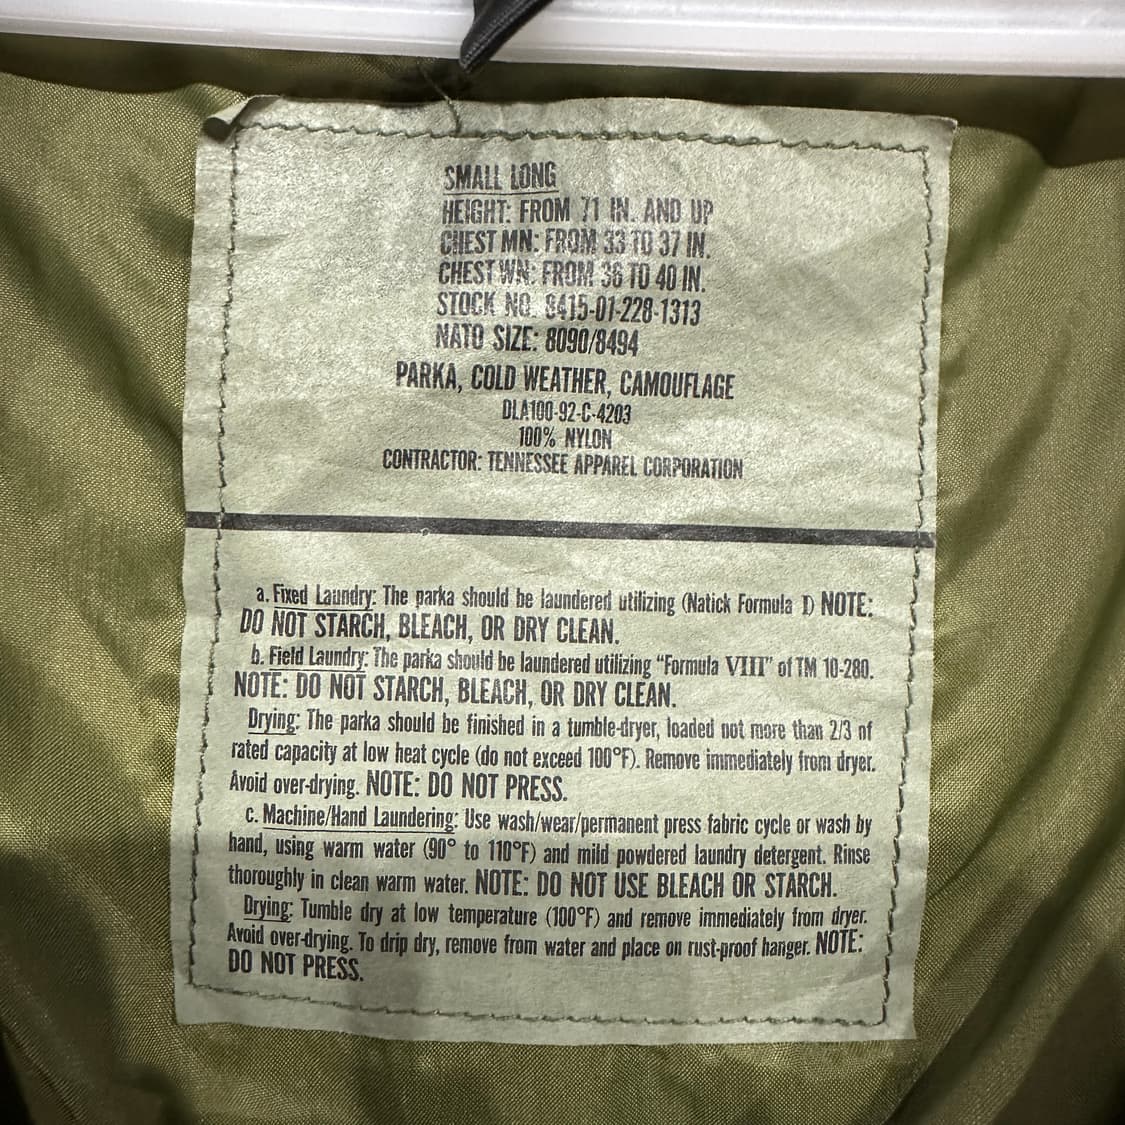 SMALL LONG
HEIGHT: FROM 71 IN. AND UP
CHEST MN: FROM 33 TO 37 IN.
CHEST WN: FROM 36 TO 40 IN.
STOCK NO. 8415-01-228-1313
NATO SIZE: 8090/8494
PARKA, COLD WEATHER, CAMOUFLAGE
DLA100-92-C-4203
100% NYLON
CONTRACTOR: TENNESSEE APPAREL CORPORATION
a. Fixed Laundry: The parka should be laundered utilizing (Natick Formula I) NOTE:
DO NOT STARCH, BLEACH, OR DRY CLEAN.
b. Field Laundry: The parka should be laundered utilizing "Formula VIII" of TM 10-280.
NOTE: DO NOT STARCH, BLEACH, OR DRY CLEAN.
Drying: The parka should be finished in a tumble-dryer, loaded not more than 2/3 of
rated capacity at low heat cycle (do not exceed 100°F). Remove immediately from dryer.
Avoid over-drying. NOTE: DO NOT PRESS.
c. Machine/Hand Laundering: Use wash/wear/permanent press fabric cycle or wash by
hand, using warm water (90° to 110°F) and mild powdered laundry detergent. Rinse
thoroughly in clean warm water. NOTE: DO NOT USE BLEACH OR STARCH.
Drying: Tumble dry at low temperature (100°F) and remove immediately from dryer.
Avoid over-drying. To drip dry, remove from water and place on rust-proof hanger. NOTE:
DO NOT PRESS.